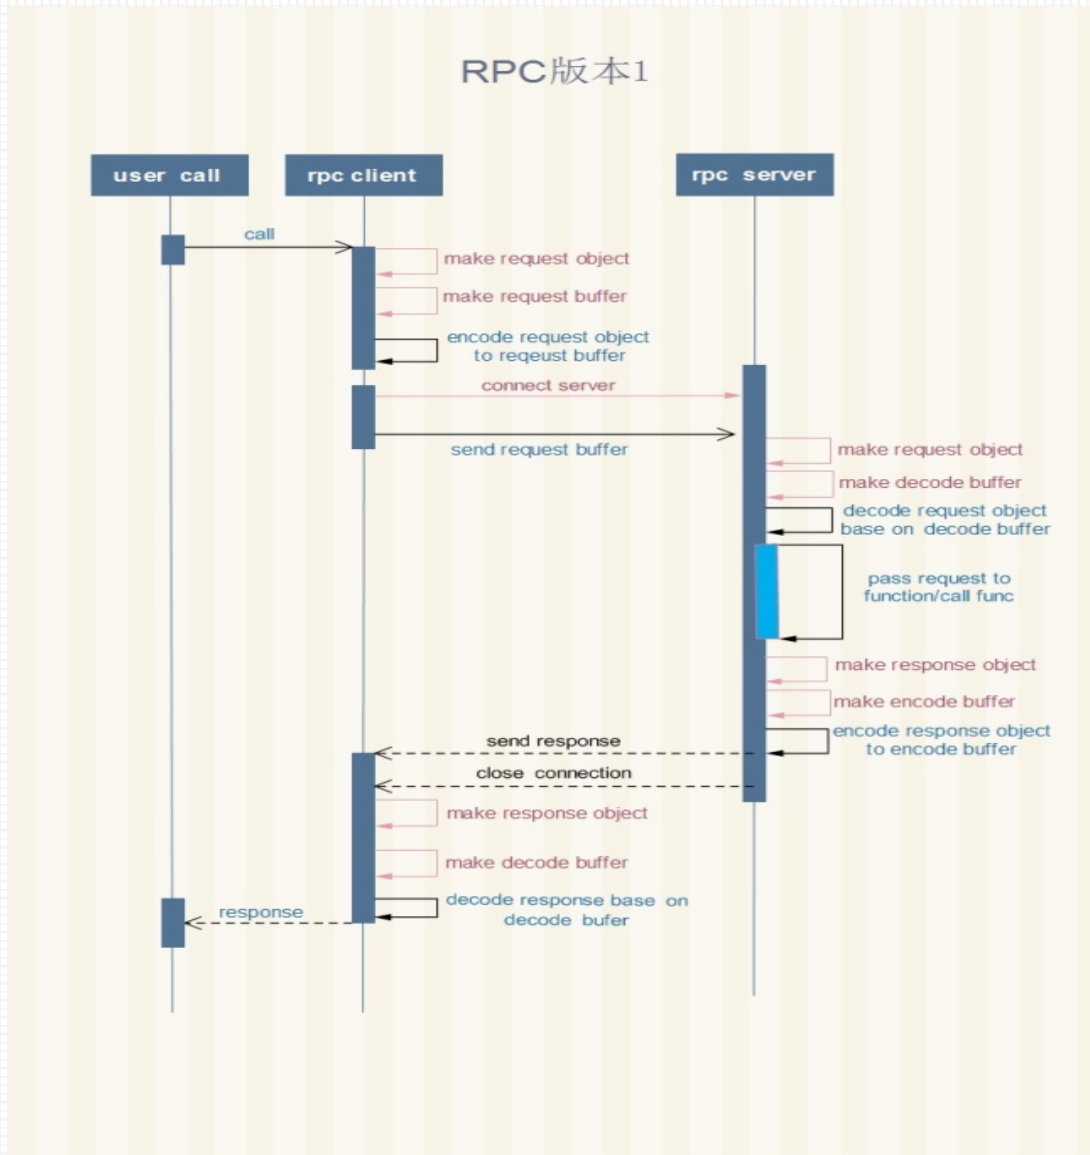 RPC版本1
user call
rpc client
rpc server
call
make request object
make request buffer
encode request object
to reqeust buffer
connect server
send request buffer
make request object
make decode buffer
decode request object
base on decode buffer
pass request to
function/call func
make response object
make encode buffer
encode response object
to encode buffer
send response
close connection
make response object
make decode buffer
decode response base on
decode bufer
response